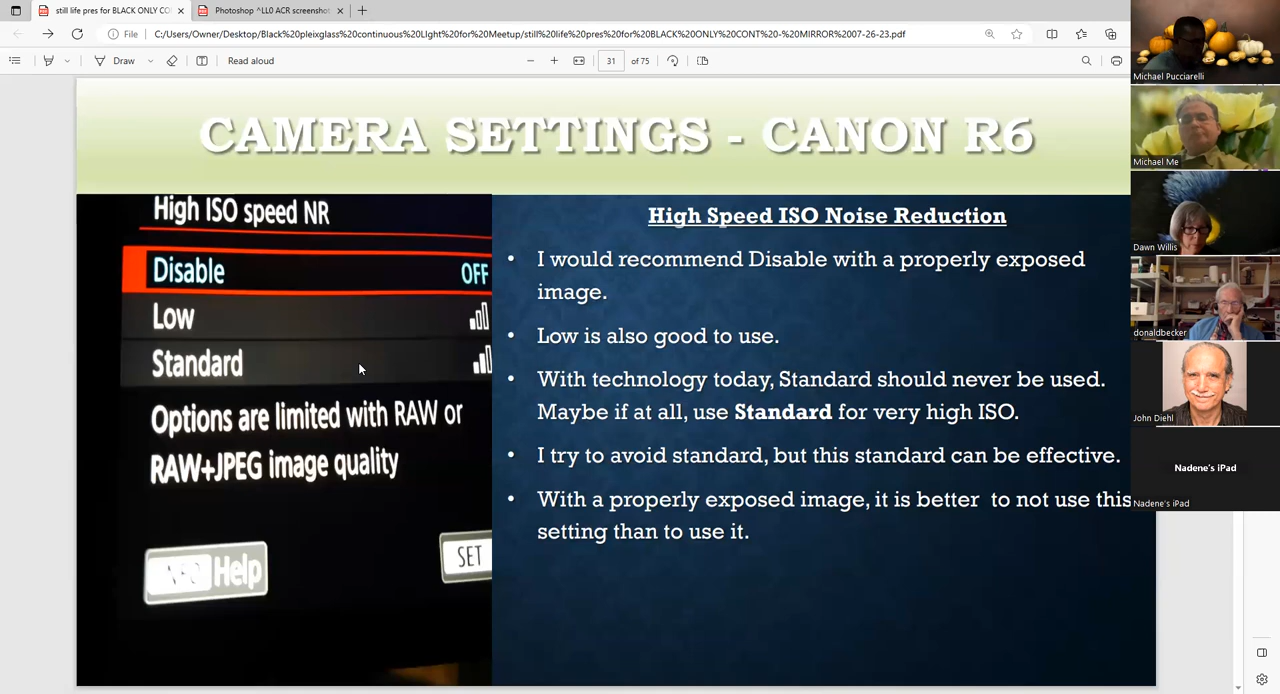 still life pres for BLACK ONLY CO
Photoshop ^LL0 ACR screenshot
File
C:/Users/Owner/Desktop/Black%20pleixglass%20continuous%20LIght%20for%20Meetup/still%20life%20pres%20for%20BLACK%20ONLY%20CONT%20-%20MIRROR%2007-26-23.pdf
Draw
Read aloud
31 of 75
CAMERA SETTINGS - CANON R6
High ISO speed NR
Disable OFF
Low
Standard
Options are limited with RAW or
RAW+JPEG image quality
Help
SET
High Speed ISO Noise Reduction
• I would recommend Disable with a properly exposed
image.
• Low is also good to use.
• With technology today, Standard should never be used.
Maybe if at all, use Standard for very high ISO.
• I try to avoid standard, but this standard can be effective.
• With a properly exposed image, it is better to not use this
setting than to use it.
Michael Pucciarelli
Michael Me
Dawn Willis
donaldbecker
John Diehl
Nadene's iPad
Nadene's iPad